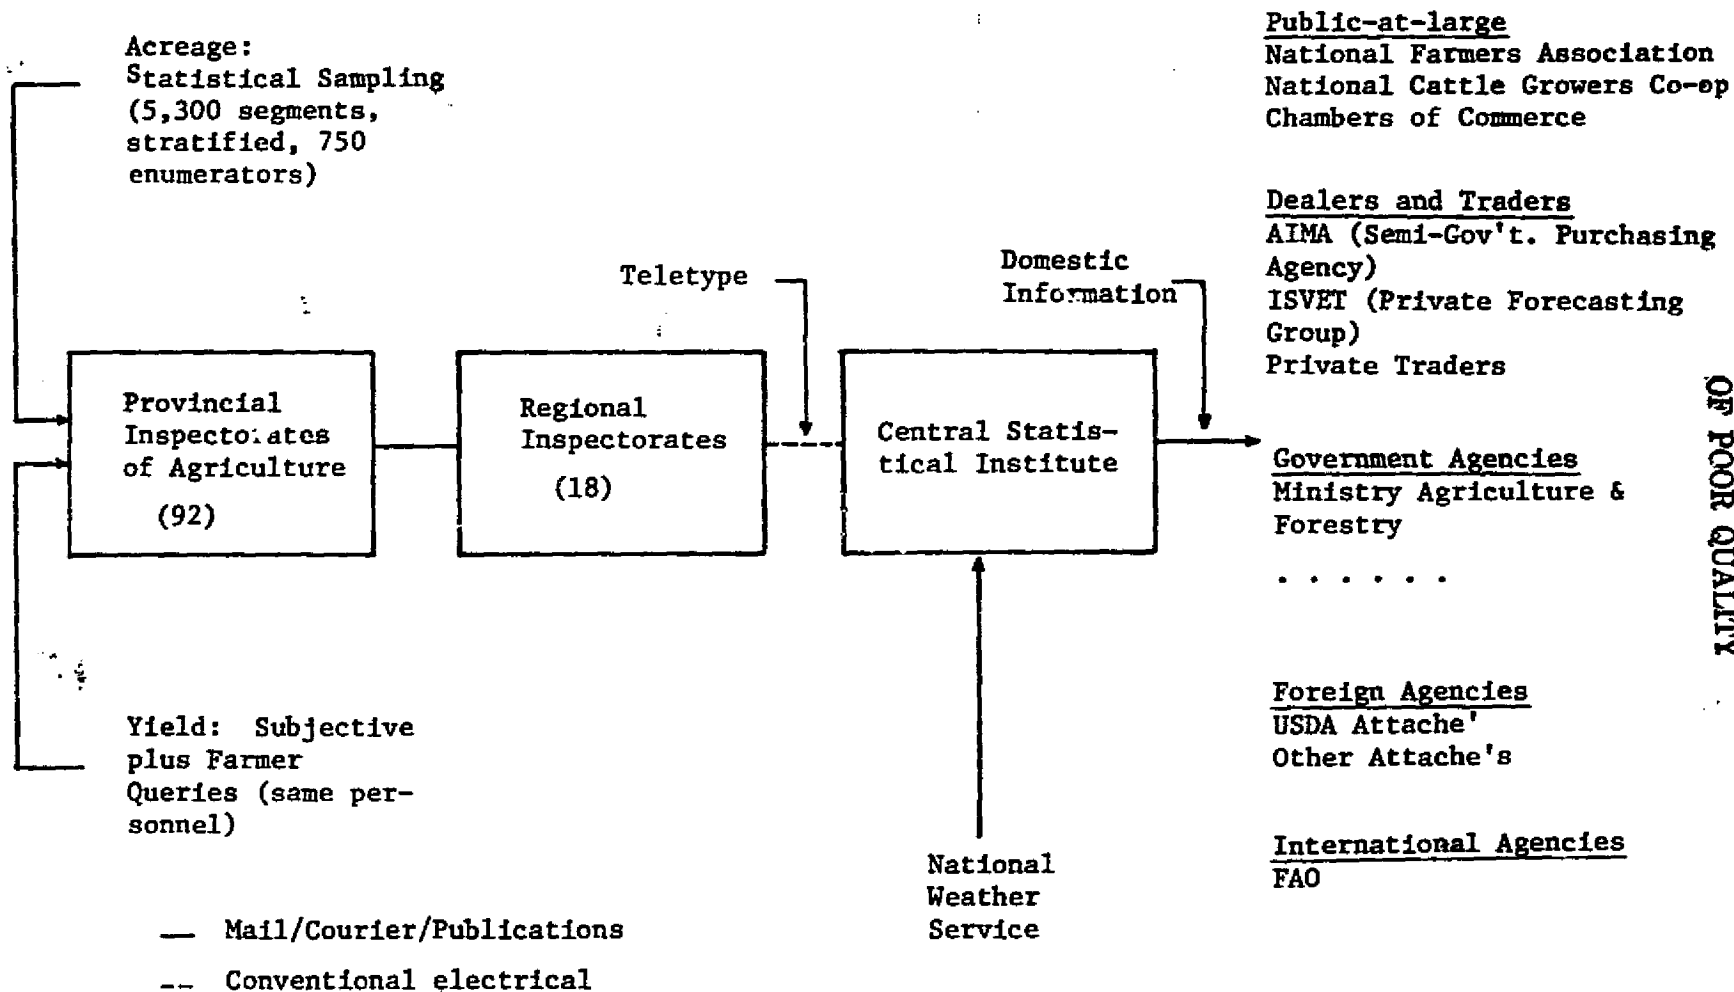 Acreage:
Statistical Sampling
(5,300 segments,
stratified, 750
enumerators)
Teletype
Domestic
Information
Provincial
Inspectorates
of Agriculture
(92)
Regional
Inspectorates
(18)
Central Statis-
tical Institute
Yield: Subjective
plus Farmer
Queries (same per-
sonnel)
National
Weather
Service
— Mail/Courier/Publications
-- Conventional electrical
Public-at-large
National Farmers Association
National Cattle Growers Co-op
Chambers of Commerce
Dealers and Traders
AIMA (Semi-Gov't. Purchasing
Agency)
ISVET (Private Forecasting
Group)
Private Traders
Government Agencies
Ministry Agriculture &
Forestry
. . . . . .
Foreign Agencies
USDA Attache'
Other Attache's
International Agencies
FAO
OF POOR QUALITY